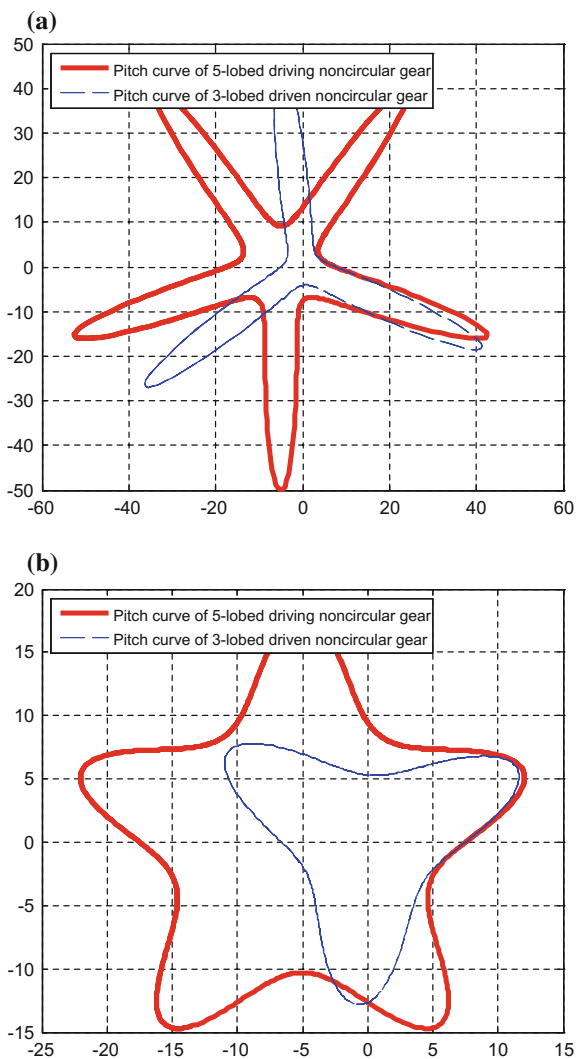 (a)
50
Pitch curve of 5-lobed driving noncircular gear
40
Pitch curve of 3-lobed driven noncircular gear
30
20
10
0
-10
-20
-30
-40
-50
-60 -40 -20 0 20 40 60
(b)
20
Pitch curve of 5-lobed driving noncircular gear
Pitch curve of 3-lobed driven noncircular gear
15
10
5
0
-5
-10
-15
-25 -20 -15 -10 -5 0 5 10 15